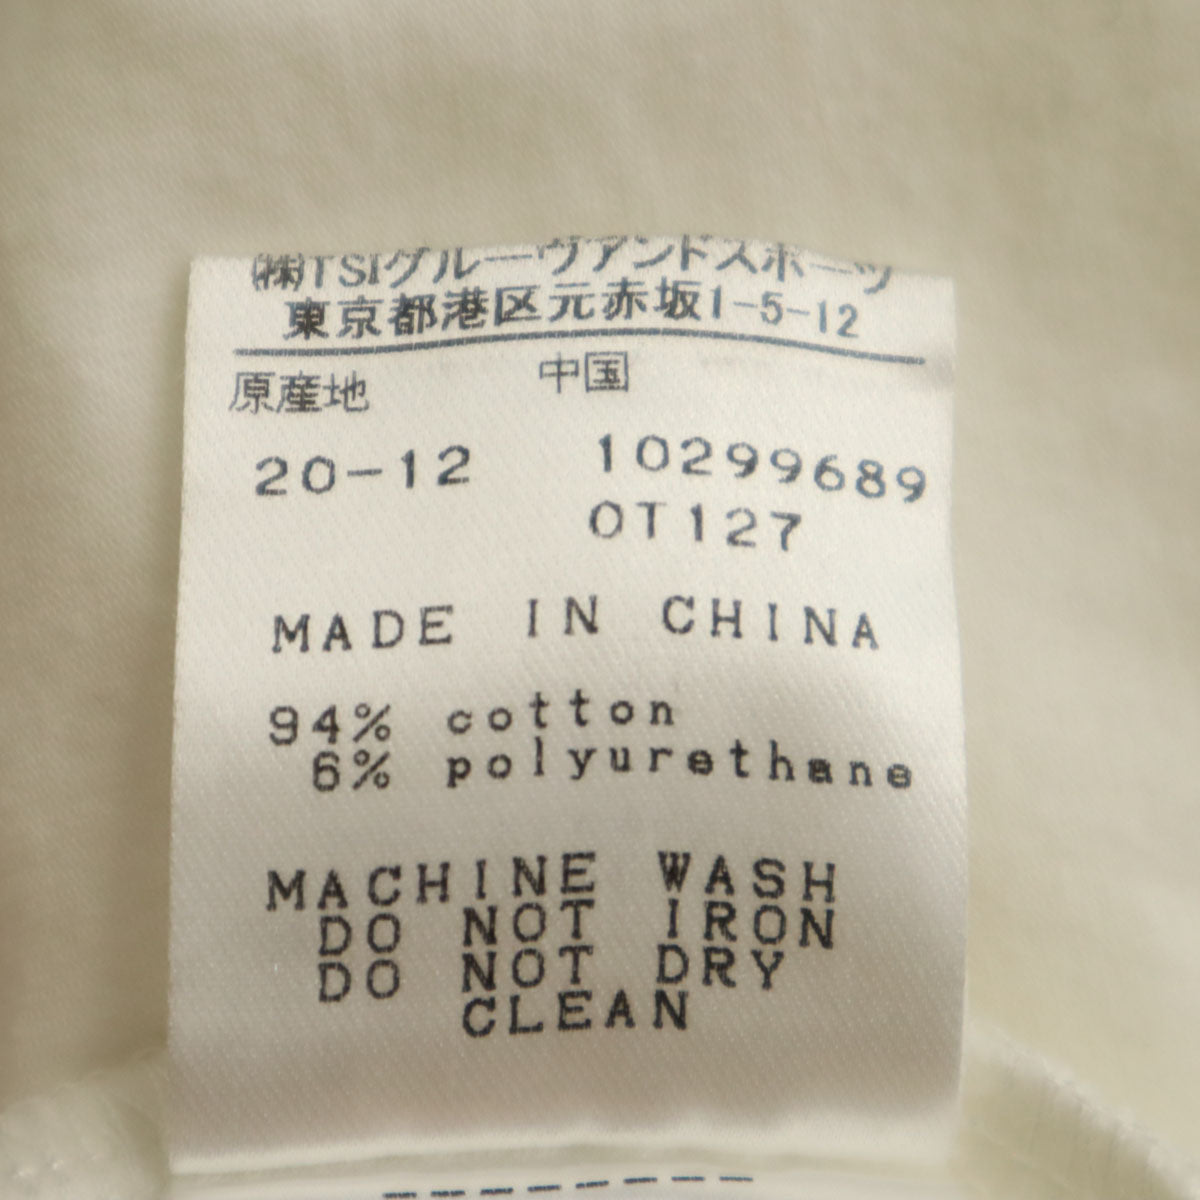 (株)TSIグルーヴアンドスポーツ
東京都港区元赤坂1-5-12
原産地 中国
20-12 10299689
OT127
MADE IN CHINA
94% cotton
6% polyurethane
MACHINE WASH
DO NOT IRON
DO NOT DRY
CLEAN